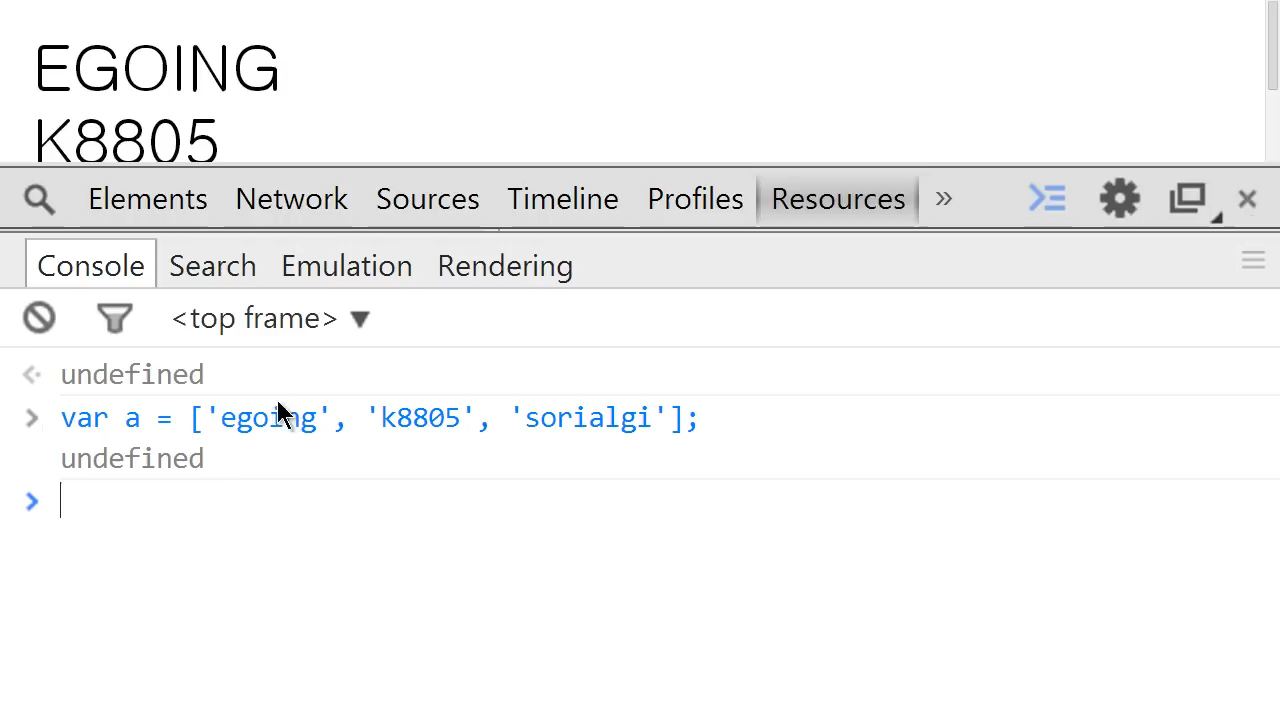 EGOING
K8805
Elements Network Sources Timeline Profiles Resources »
Console Search Emulation Rendering
<top frame> ▼
undefined
var a = ['egoing', 'k8805', 'sorialgi'];
undefined